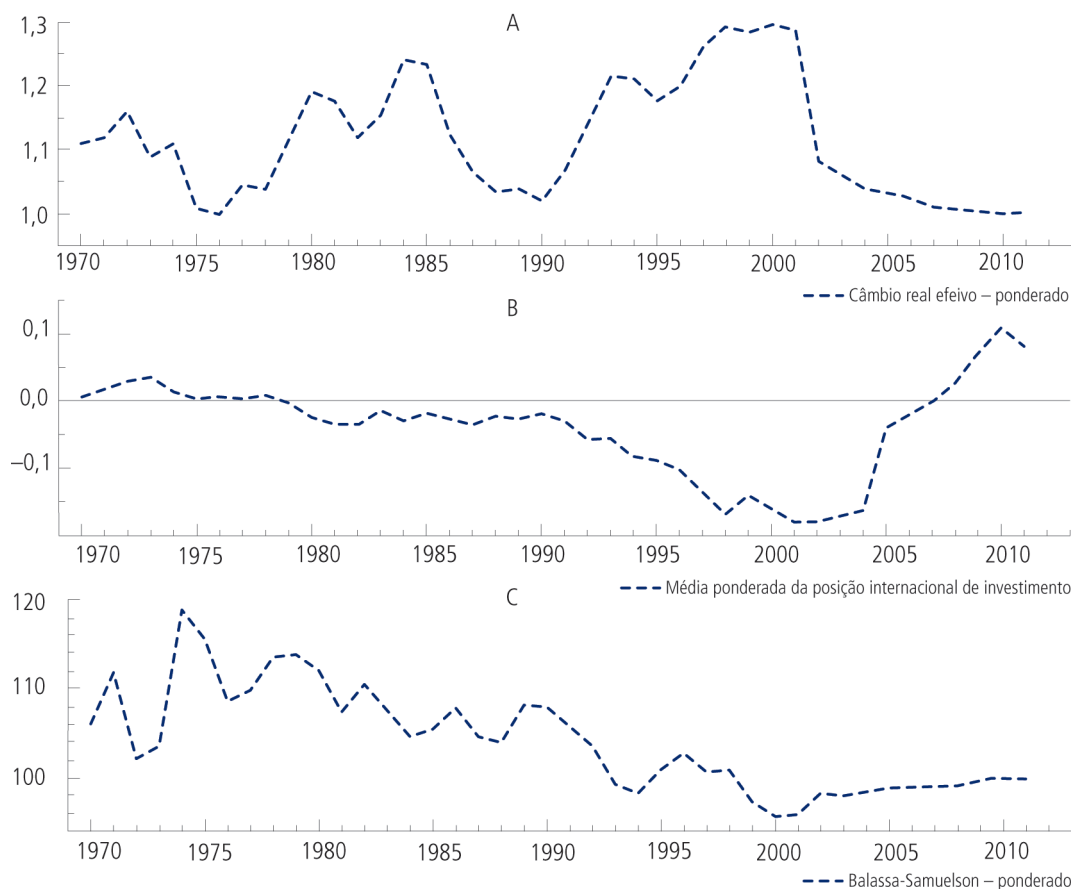 A
1,3
1,2
1,1
1,0
1970 1975 1980 1985 1990 1995 2000 2005 2010
Câmbio real efeivo – ponderado
B
0,1
0,0
–0,1
1970 1975 1980 1985 1990 1995 2000 2005 2010
Média ponderada da posição internacional de investimento
C
120
110
100
1970 1975 1980 1985 1990 1995 2000 2005 2010
Balassa-Samuelson – ponderado